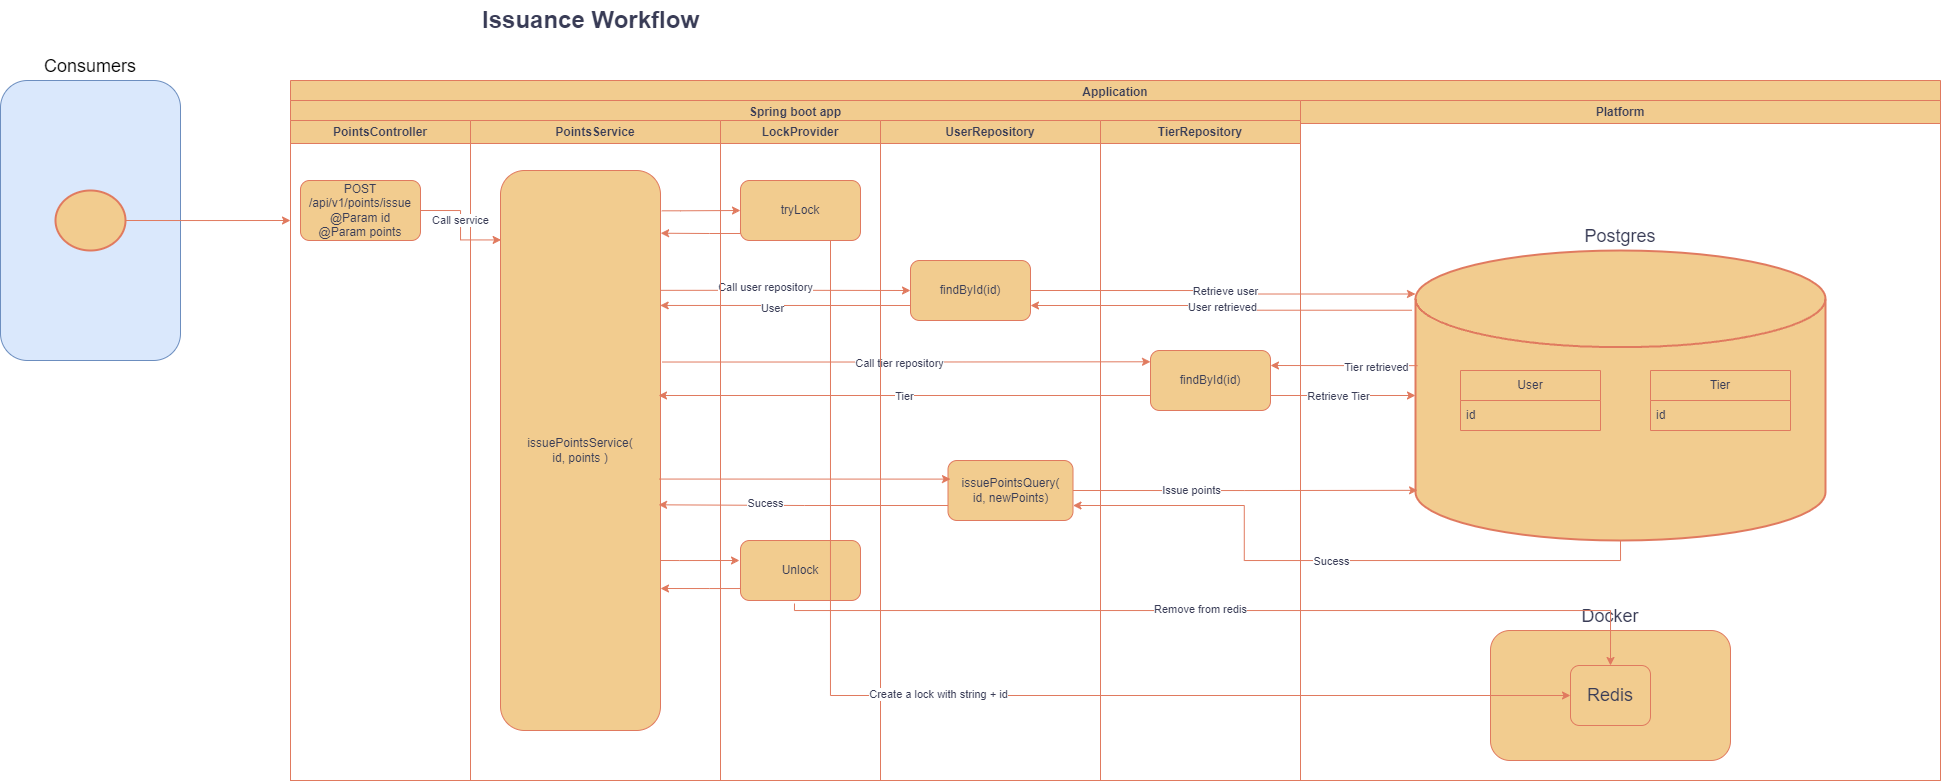 Issuance Workflow
Consumers
Application
Spring boot app
Platform
PointsController
PointsService
LockProvider
UserRepository
TierRepository
POST
/api/v1/points/issue
@Param id
@Param points
Call service
tryLock
Postgres
Call user repository
findById(id)
Retrieve user
User
User retrieved
Call tier repository
findById(id)
Tier retrieved
Tier
Retrieve Tier
User
id
Tier
id
issuePointsService(
id, points )
issuePointsQuery(
id, newPoints)
Issue points
Sucess
Sucess
Unlock
Remove from redis
Docker
Create a lock with string + id
Redis